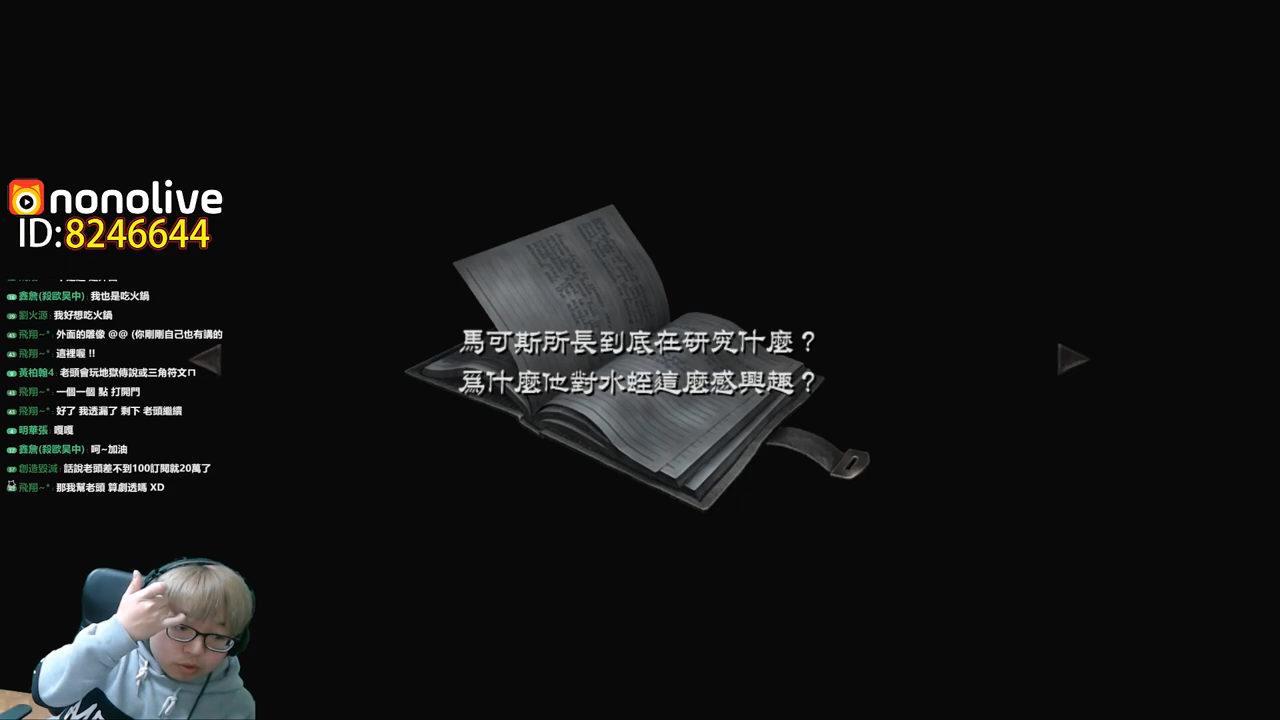 nonolive
ID:8246644
鑫詹(殺歐吳中) 我也是吃火鍋
劉火源 我好想吃火鍋
飛翔~*: 外面的雕像 @@ (你剛剛自己也有講的
飛翔~*: 這裡喔 !!
黃柏翰4: 老頭會玩地獄傳說或三角符文ㄇ
飛翔~*: 一個一個 點 打開門
飛翔~*: 好了 我透漏了 剩下 老頭繼續
明華張: 嘎嘎
鑫詹(殺歐吳中) 呵~加油
創造毀滅: 話說老頭差不到100訂閱就20萬了
飛翔~*: 那我幫老頭 算劇透嗎 XD
馬可斯所長到底在研究什麼？
爲什麼他對水蛭這麼感興趣？